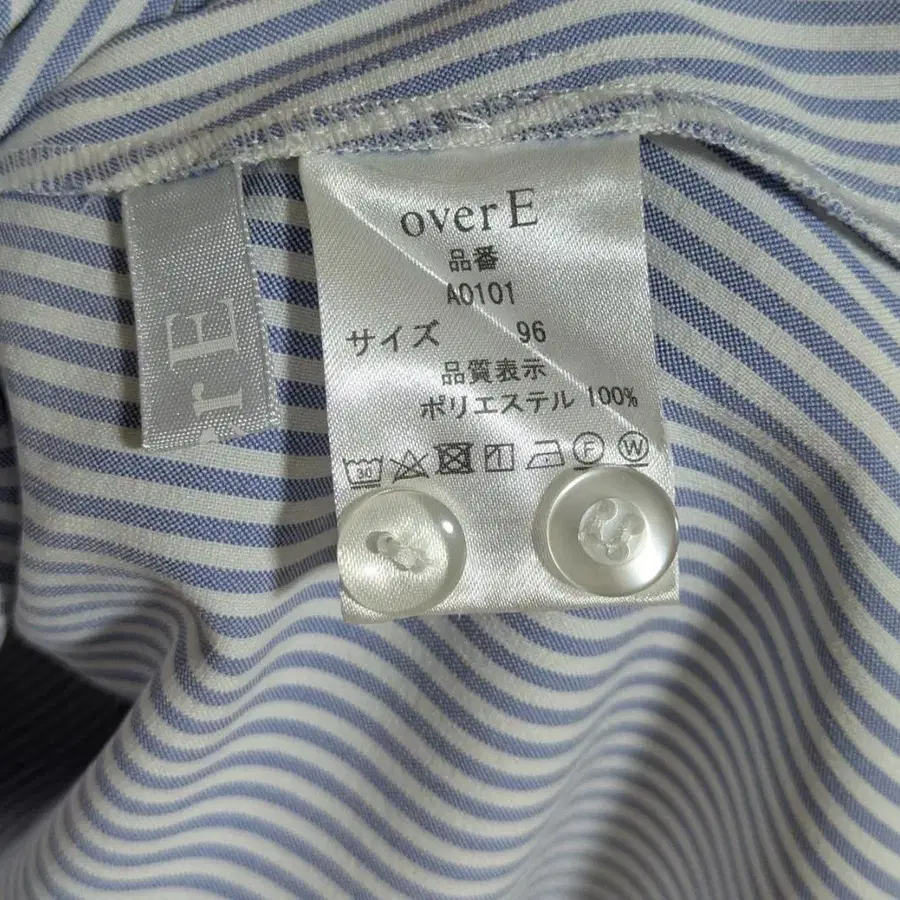 overE
品番
A0101
サイズ 96
品質表示
ポリエステル 100%
30 F W
r E